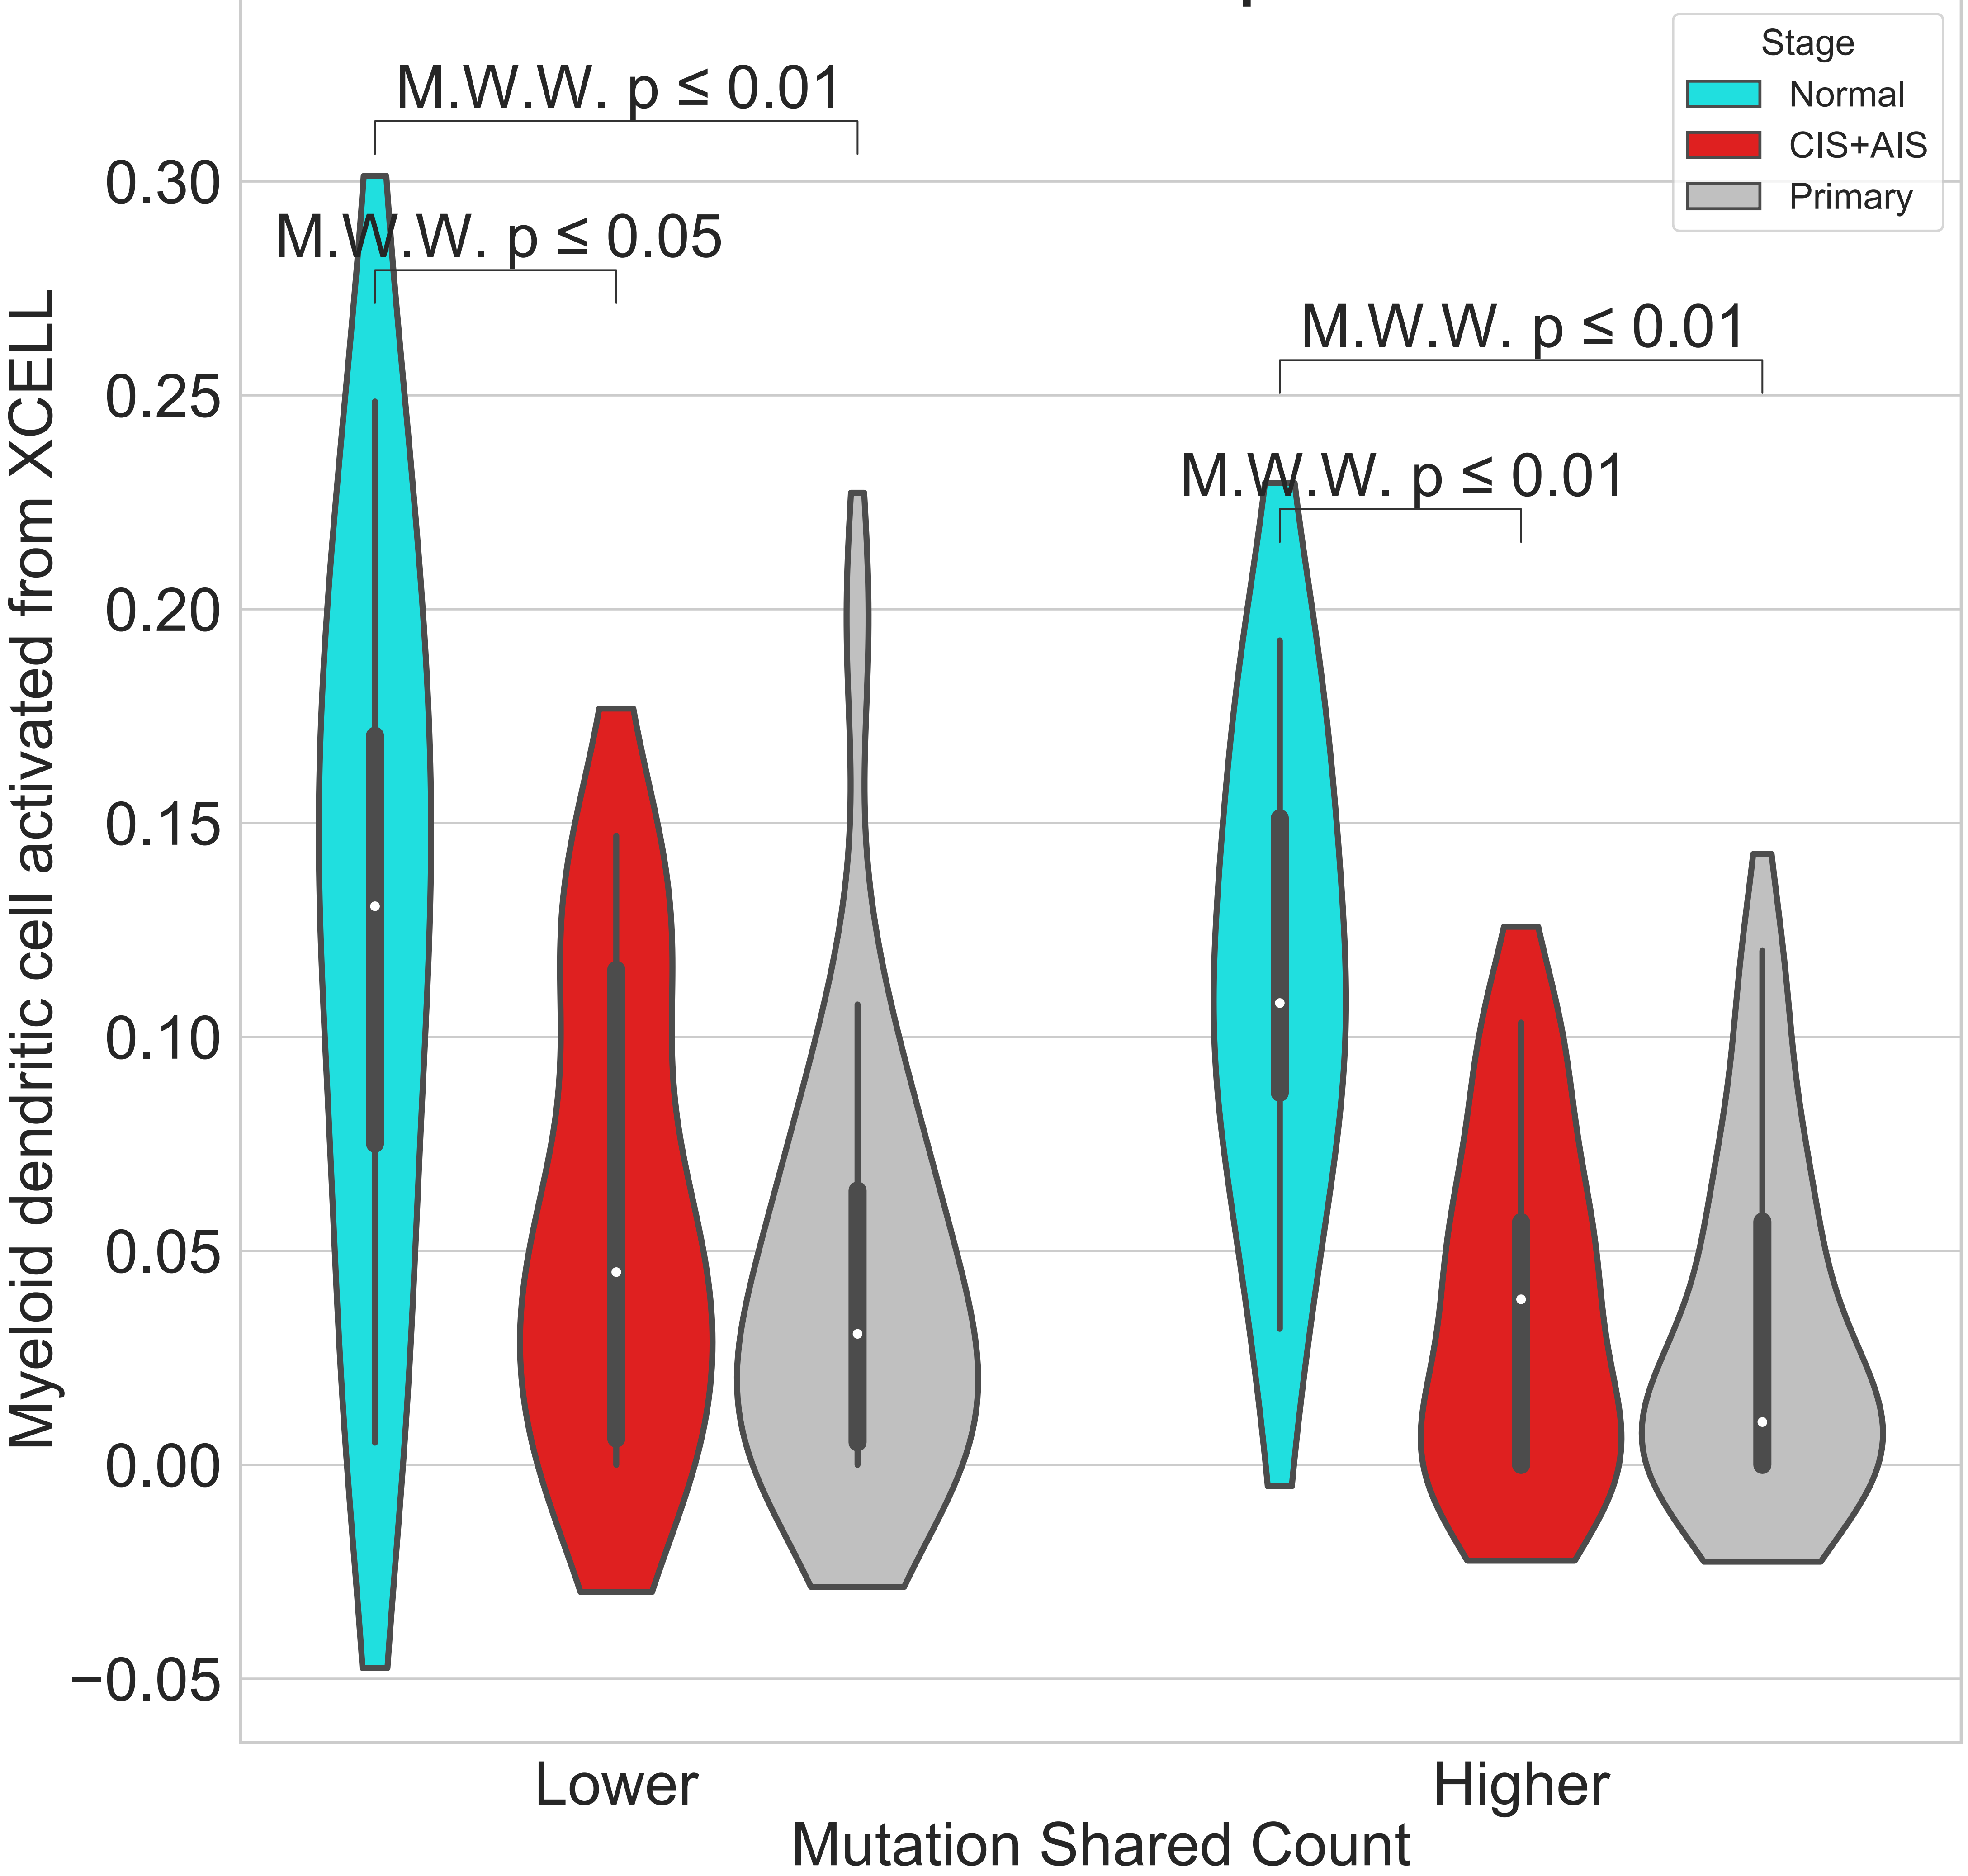 Stage
Normal
CIS+AIS
Primary
M.W.W. p ≤ 0.01
M.W.W. p ≤ 0.05
M.W.W. p ≤ 0.01
M.W.W. p ≤ 0.01
Myeloid dendritic cell activated from XCELL
0.30
0.25
0.20
0.15
0.10
0.05
0.00
−0.05
Lower
Higher
Mutation Shared Count